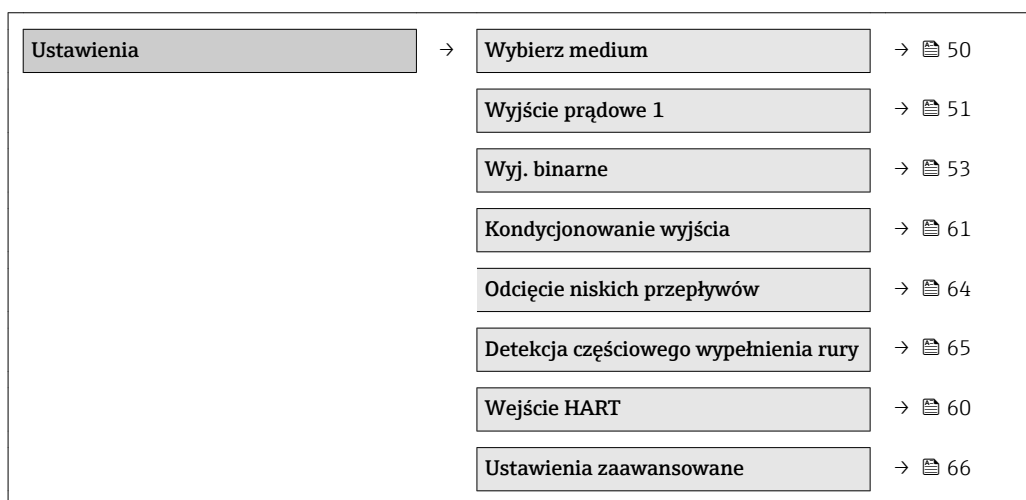 Ustawienia → Wybierz medium → 50
Wyjście prądowe 1 → 51
Wyj. binarne → 53
Kondycjonowanie wyjścia → 61
Odcięcie niskich przepływów → 64
Detekcja częściowego wypełnienia rury → 65
Wejście HART → 60
Ustawienia zaawansowane → 66